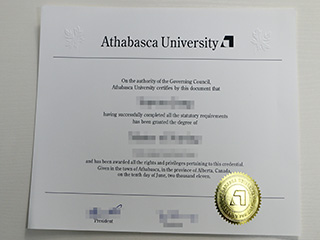 Athabasca University
On the authority of the Governing Council,
Athabasca University certifies by this document that
having successfully completed all the statutory requirements
has been granted the degree of
and has been awarded all the rights and privileges pertaining to this credential.
Given in the town of Athabasca, in the province of Alberta, Canada,
on the tenth day of June, two thousand eleven.
President